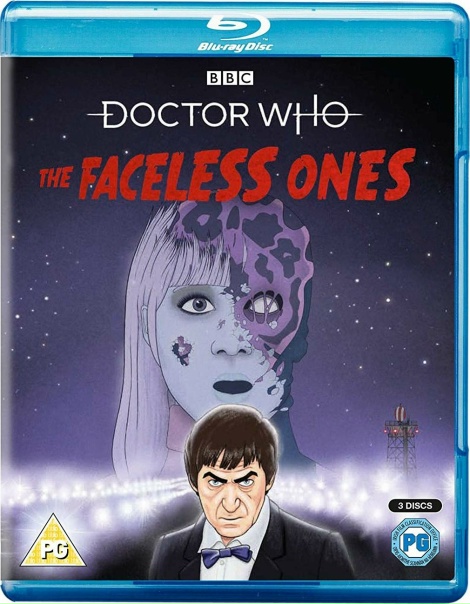 Blu-ray Disc
BBC
DOCTOR WHO
THE FACELESS ONES
3 DISCS
PG
PG